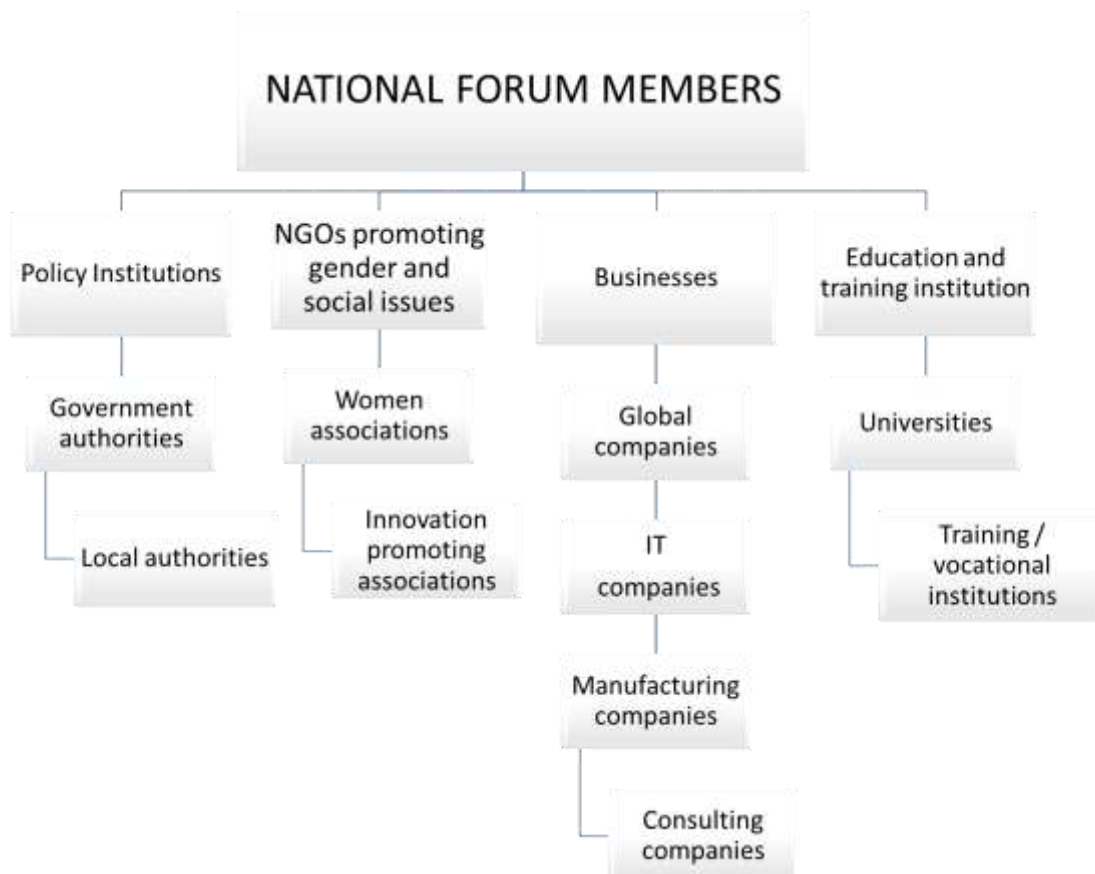 NATIONAL FORUM MEMBERS
Policy Institutions
NGOs promoting
gender and
social issues
Businesses
Education and
training institution
Government
authorities
Women
associations
Global
companies
Universities
Local authorities
Innovation
promoting
associations
IT
companies
Training /
vocational
institutions
Manufacturing
companies
Consulting
companies